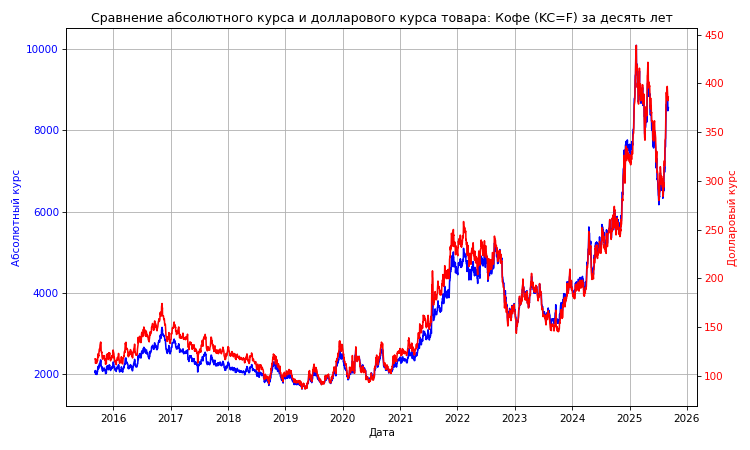 Сравнение абсолютного курса и долларового курса товара: Кофе (KC=F) за десять лет
10000
8000
6000
4000
2000
Абсолютный курс
450
400
350
300
250
200
150
100
Долларовый курс
2016 2017 2018 2019 2020 2021 2022 2023 2024 2025 2026
Дата